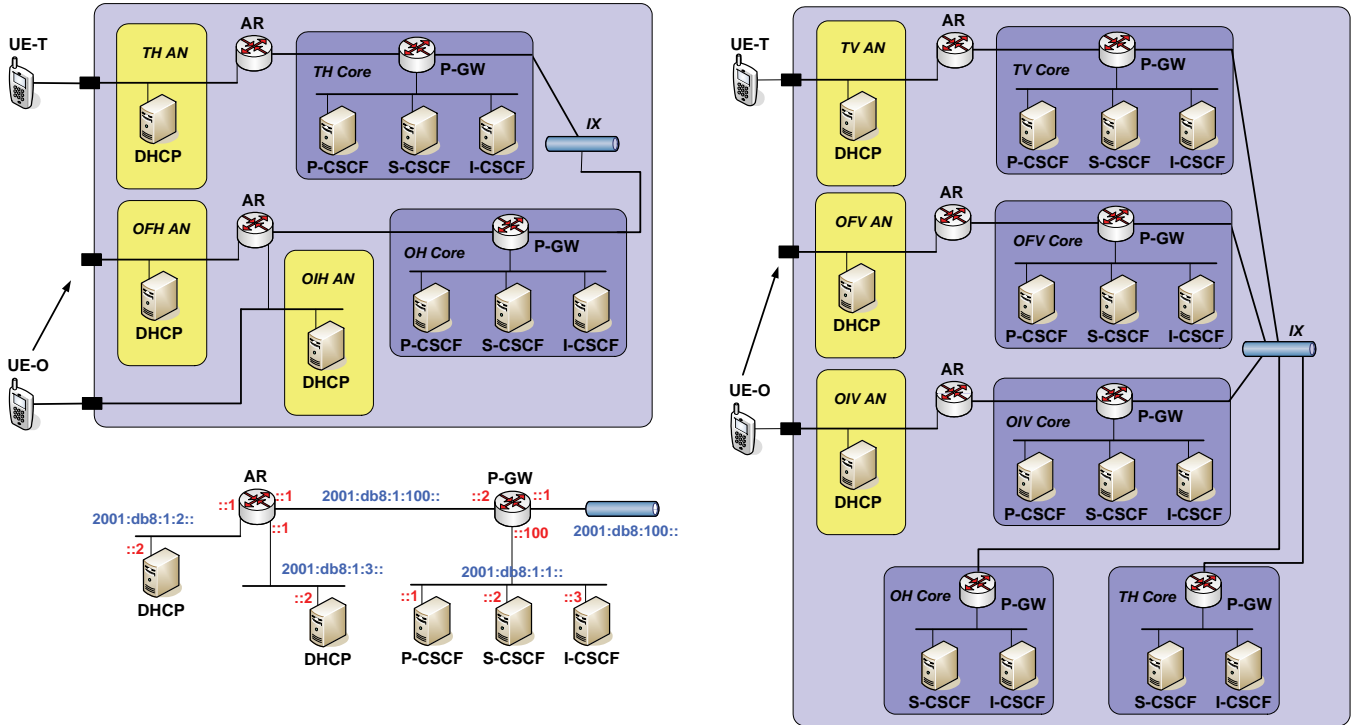 AR
UE-T
TH AN
TH Core
P-GW
IX
DHCP
P-CSCF
S-CSCF
I-CSCF
AR
OFH AN
P-GW
OH Core
OIH AN
DHCP
P-CSCF
S-CSCF
I-CSCF
UE-O
DHCP
AR
P-GW
::1
::1
2001:db8:1:100::
::2
::1
2001:db8:1:2::
::1
::100
2001:db8:100::
::2
2001:db8:1:3::
2001:db8:1:1::
DHCP
::2
::1
::2
::3
DHCP
P-CSCF
S-CSCF
I-CSCF
UE-T
TV AN
AR
TV Core
P-GW
DHCP
P-CSCF
S-CSCF
I-CSCF
OFV AN
AR
OFV Core
P-GW
DHCP
P-CSCF
S-CSCF
I-CSCF
IX
UE-O
OIV AN
AR
OIV Core
P-GW
DHCP
P-CSCF
S-CSCF
I-CSCF
OH Core
P-GW
S-CSCF
I-CSCF
TH Core
P-GW
S-CSCF
I-CSCF